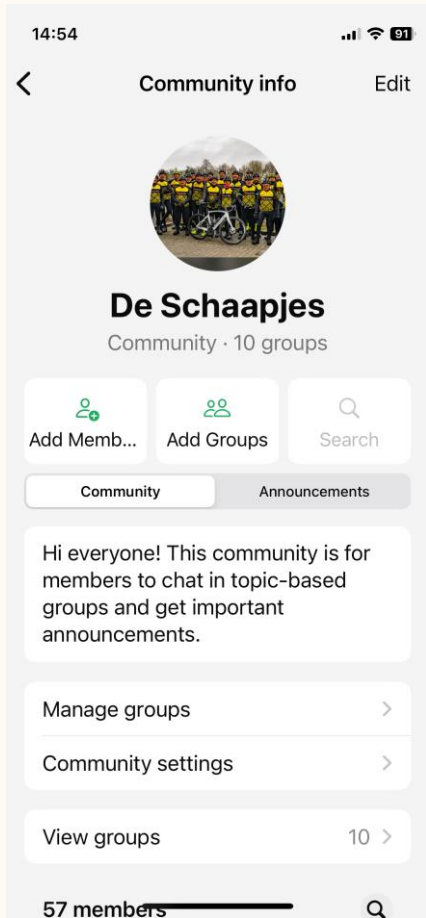 14:54
91
Community info
Edit
De Schaapjes
Community · 10 groups
Add Memb...
Add Groups
Search
Community
Announcements
Hi everyone! This community is for
members to chat in topic-based
groups and get important
announcements.
Manage groups
Community settings
View groups
10
57 members